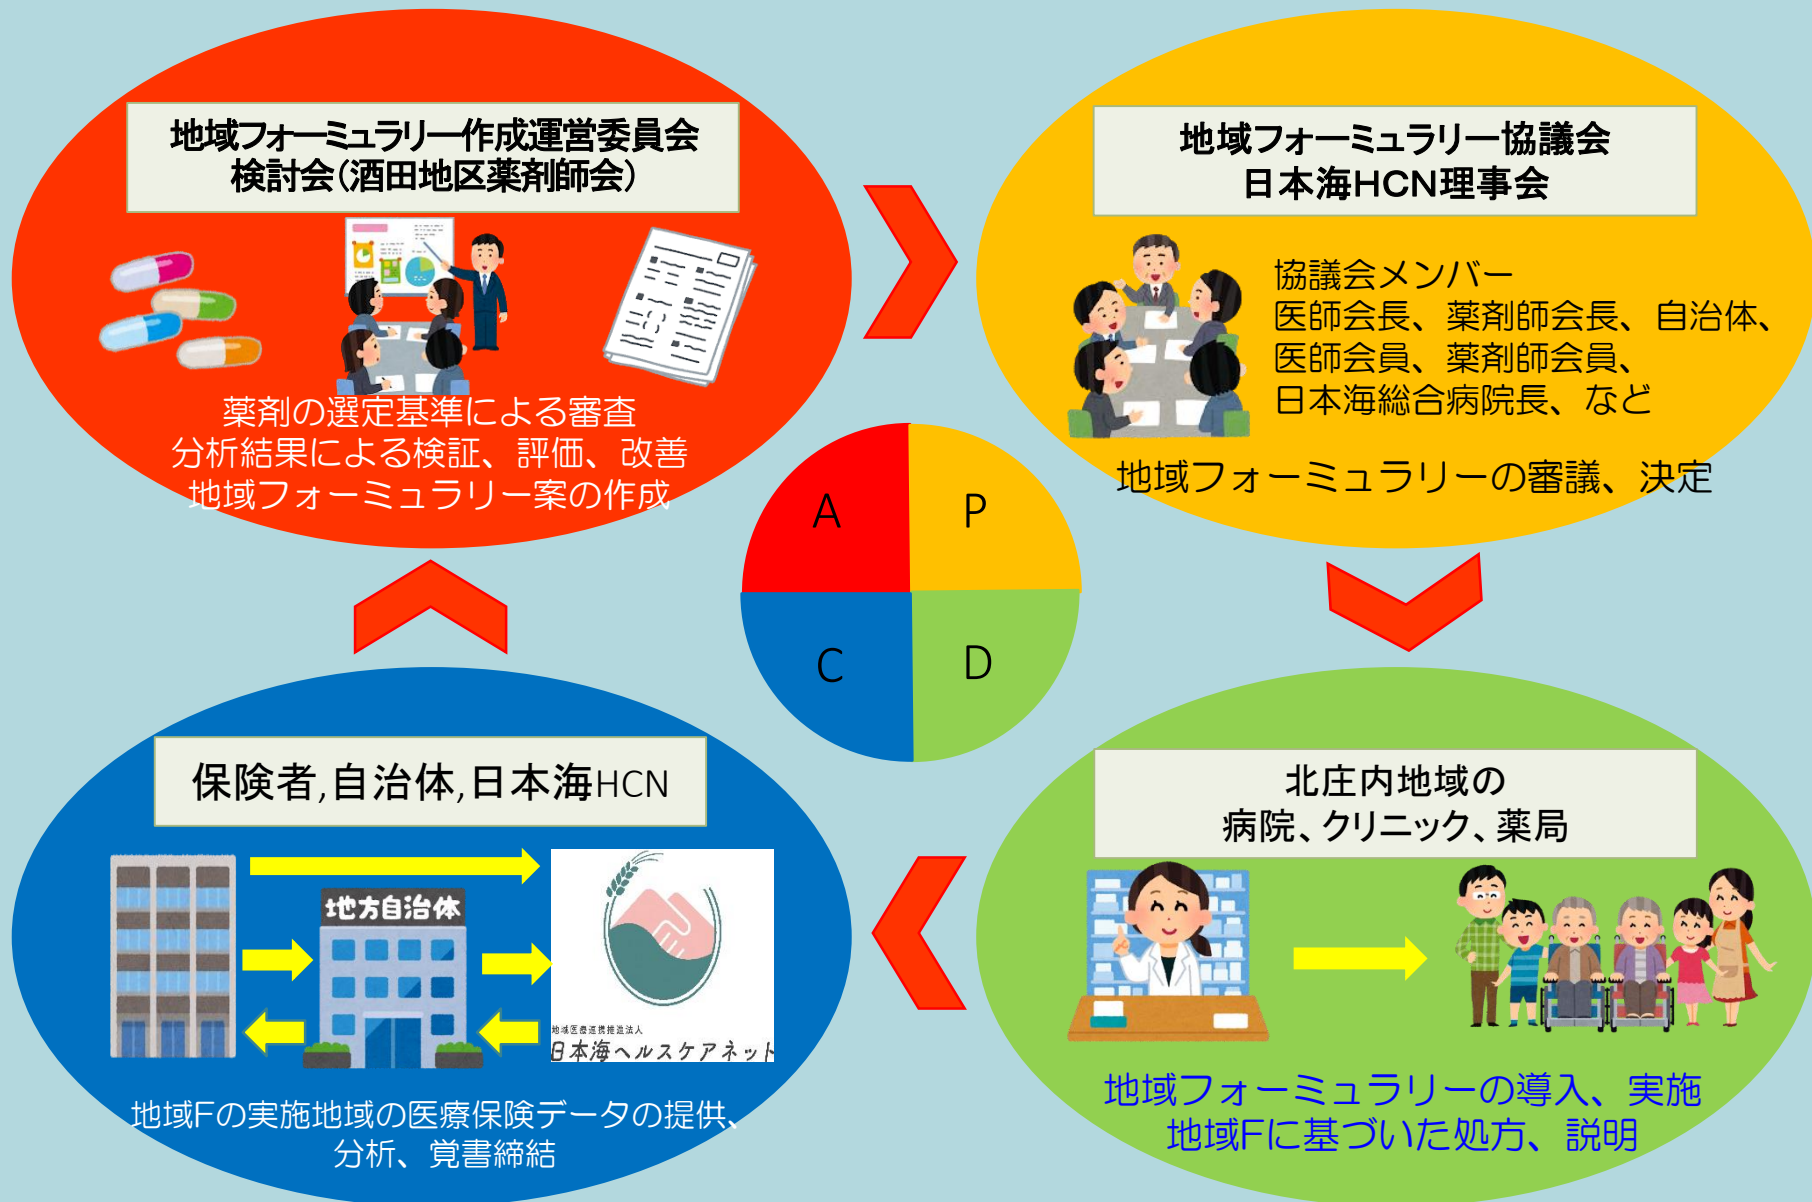 地域フォーミュラリー作成運営委員会
検討会(酒田地区薬剤師会)
薬剤の選定基準による審査
分析結果による検証、評価、改善
地域フォーミュラリー案の作成
地域フォーミュラリー協議会
日本海HCN理事会
協議会メンバー
医師会長、薬剤師会長、自治体、
医師会員、薬剤師会員、
日本海総合病院長、など
地域フォーミュラリーの審議、決定
A
P
C
D
保険者,自治体,日本海HCN
地方自治体
地域医療連携推進法人
日本海ヘルスケアネット
地域Fの実施地域の医療保険データの提供、
分析、覚書締結
北庄内地域の
病院、クリニック、薬局
地域フォーミュラリーの導入、実施
地域Fに基づいた処方、説明